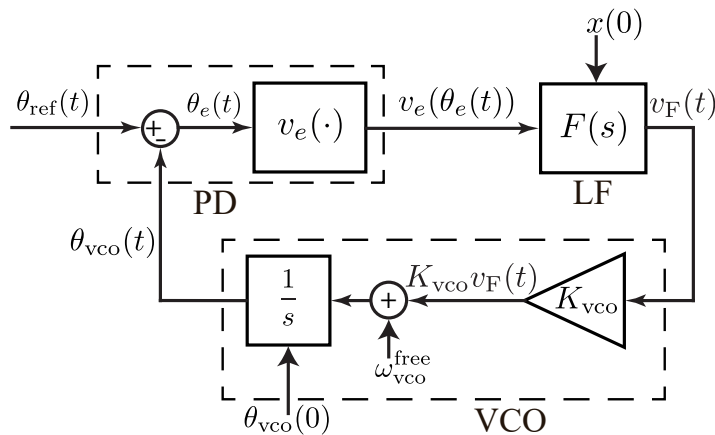 x(0)
θ_ref(t)
+
-
θ_e(t)
v_e(·)
v_e(θ_e(t))
F(s)
v_F(t)
PD
LF
θ_vco(t)
1/s
+
K_vco v_F(t)
K_vco
ω_vco^free
θ_vco(0)
VCO